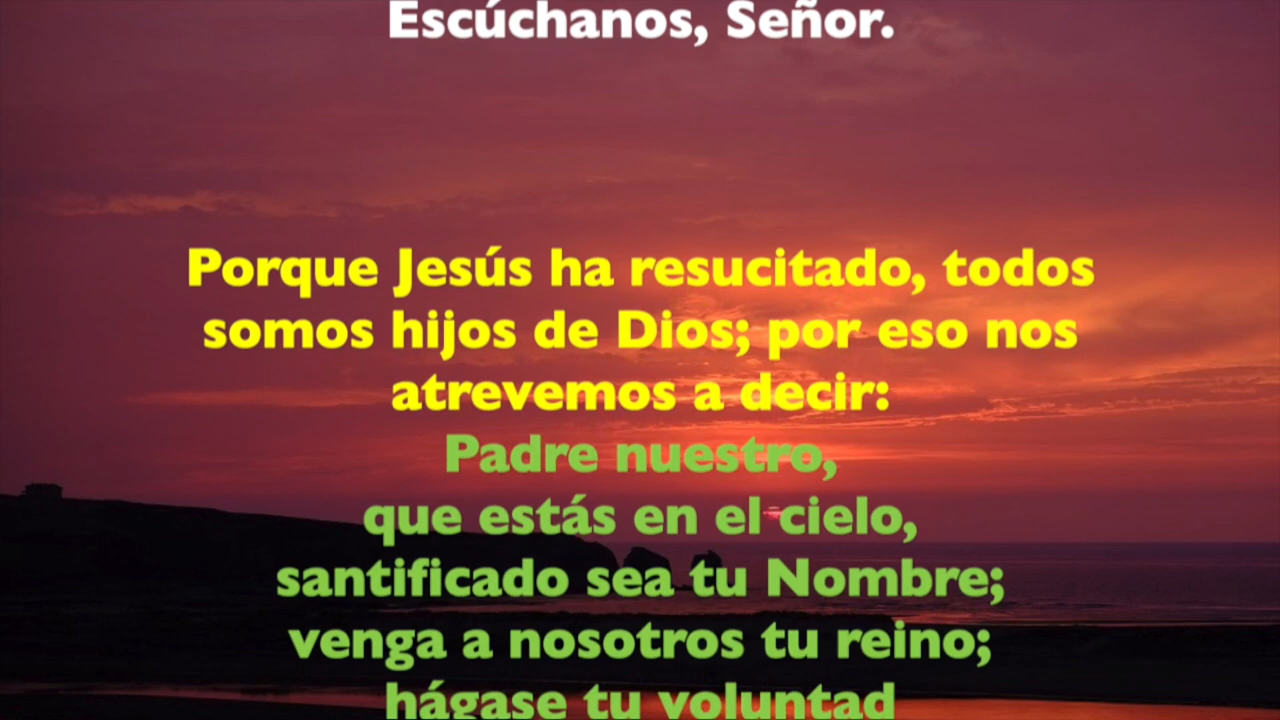 Escúchanos, Señor.
Porque Jesús ha resucitado, todos
somos hijos de Dios; por eso nos
atrevemos a decir:
Padre nuestro,
que estás en el cielo,
santificado sea tu Nombre;
venga a nosotros tu reino;
hágase tu voluntad